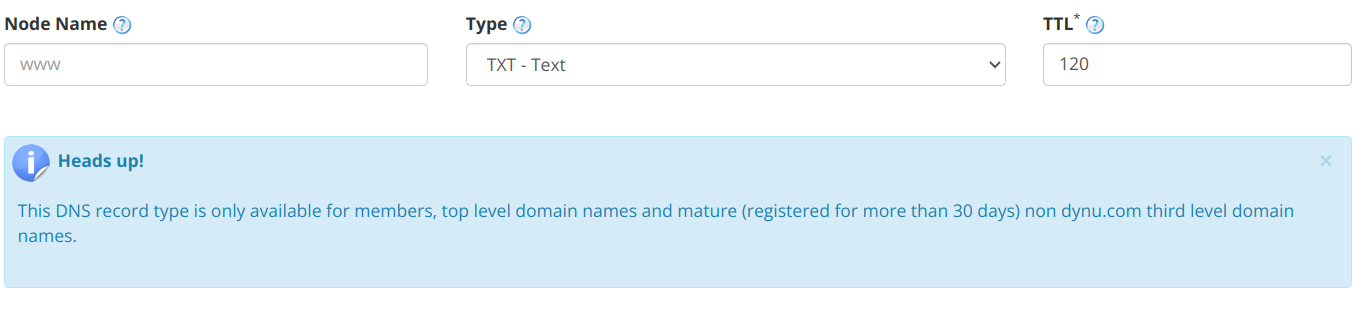 Node Name ?
Type ?
TTL* ?
www
TXT - Text
120
i Heads up! ×
This DNS record type is only available for members, top level domain names and mature (registered for more than 30 days) non dynu.com third level domain
names.